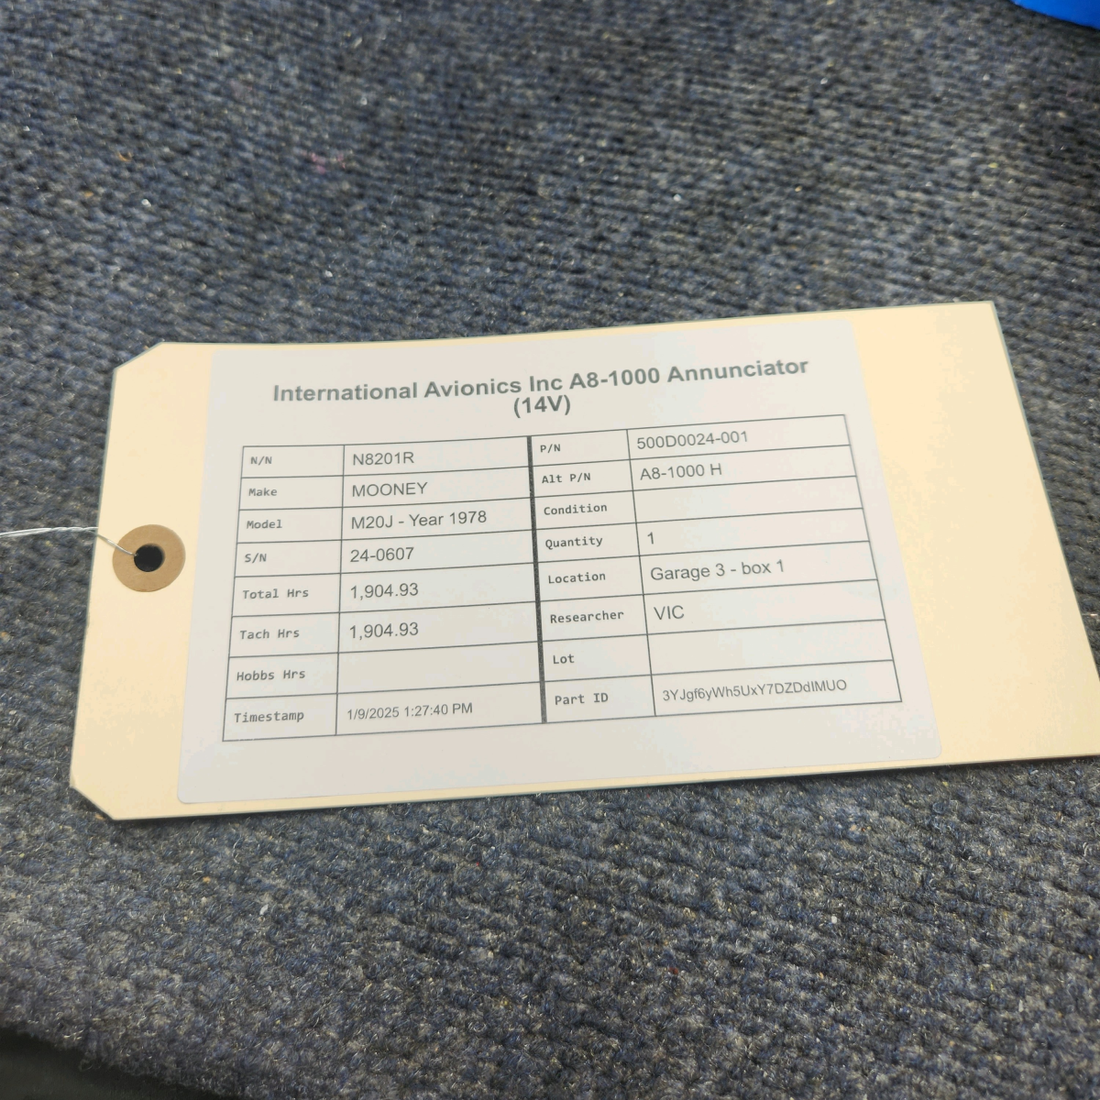 International Avionics Inc A8-1000 Annunciator
(14V)
N/N N8201R P/N 500D0024-001
Make MOONEY Alt P/N A8-1000 H
Model M20J - Year 1978 Condition
S/N 24-0607 Quantity 1
Total Hrs 1,904.93 Location Garage 3 - box 1
Tach Hrs 1,904.93 Researcher VIC
Hobbs Hrs Lot
Timestamp 1/9/2025 1:27:40 PM Part ID 3YJgf6yWh5UxY7DZDdIMUO